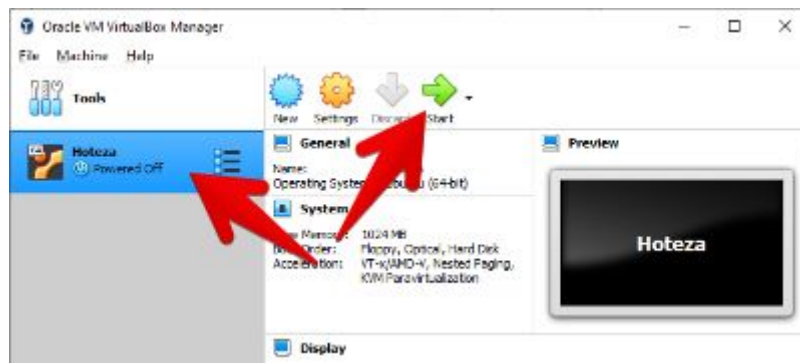 Oracle VM VirtualBox Manager
File Machine Help
Tools
New Settings Start
Hoteza
Powered Off
General
Name:
Operating System (64-bit)
System
Memory: 1024 MB
Order: Floppy, Optical, Hard Disk
Acceleration: VT-x/AMD-V, Nested Paging,
KVM Paravirtualization
Display
Preview
Hoteza